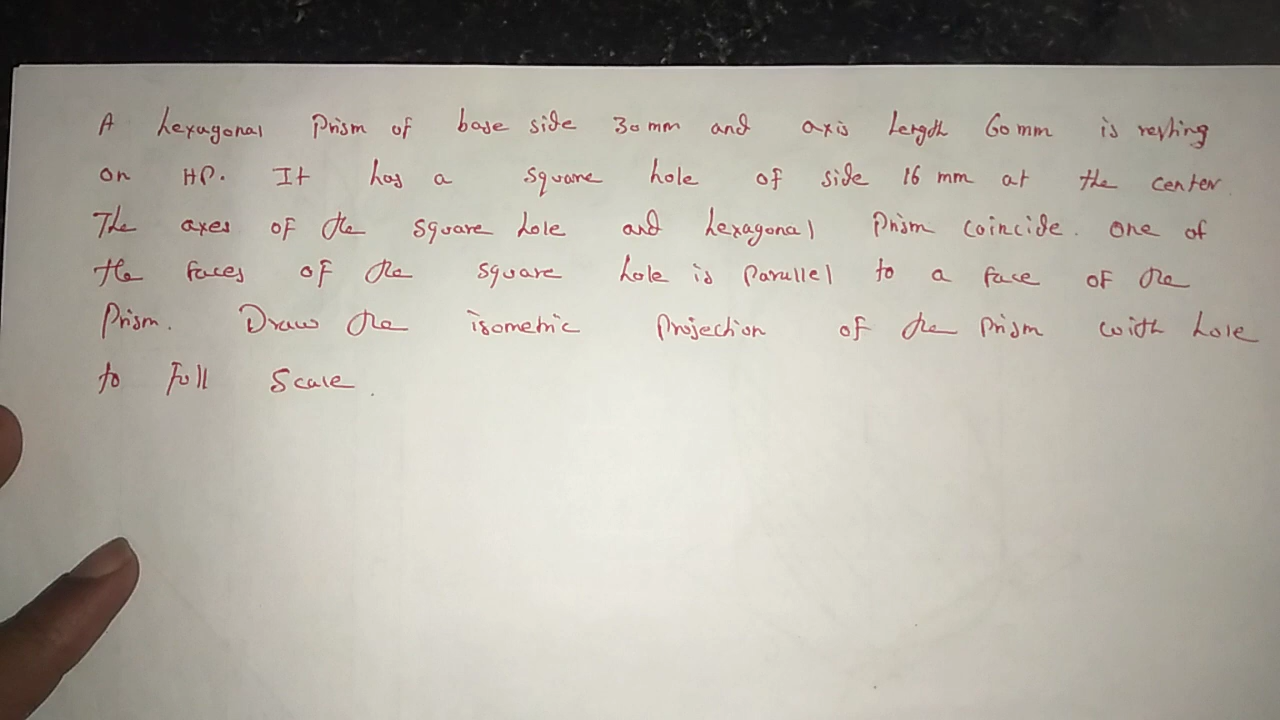 A hexagonal Prism of base side 30 mm and axis Length 60 mm is resting
on HP. It has a square hole of side 16 mm at the center.
The axes of the square hole and hexagonal Prism coincide. one of
the faces of the square hole is parallel to a face of the
Prism. Draw the isometric Projection of the prism with hole
to Full Scale.